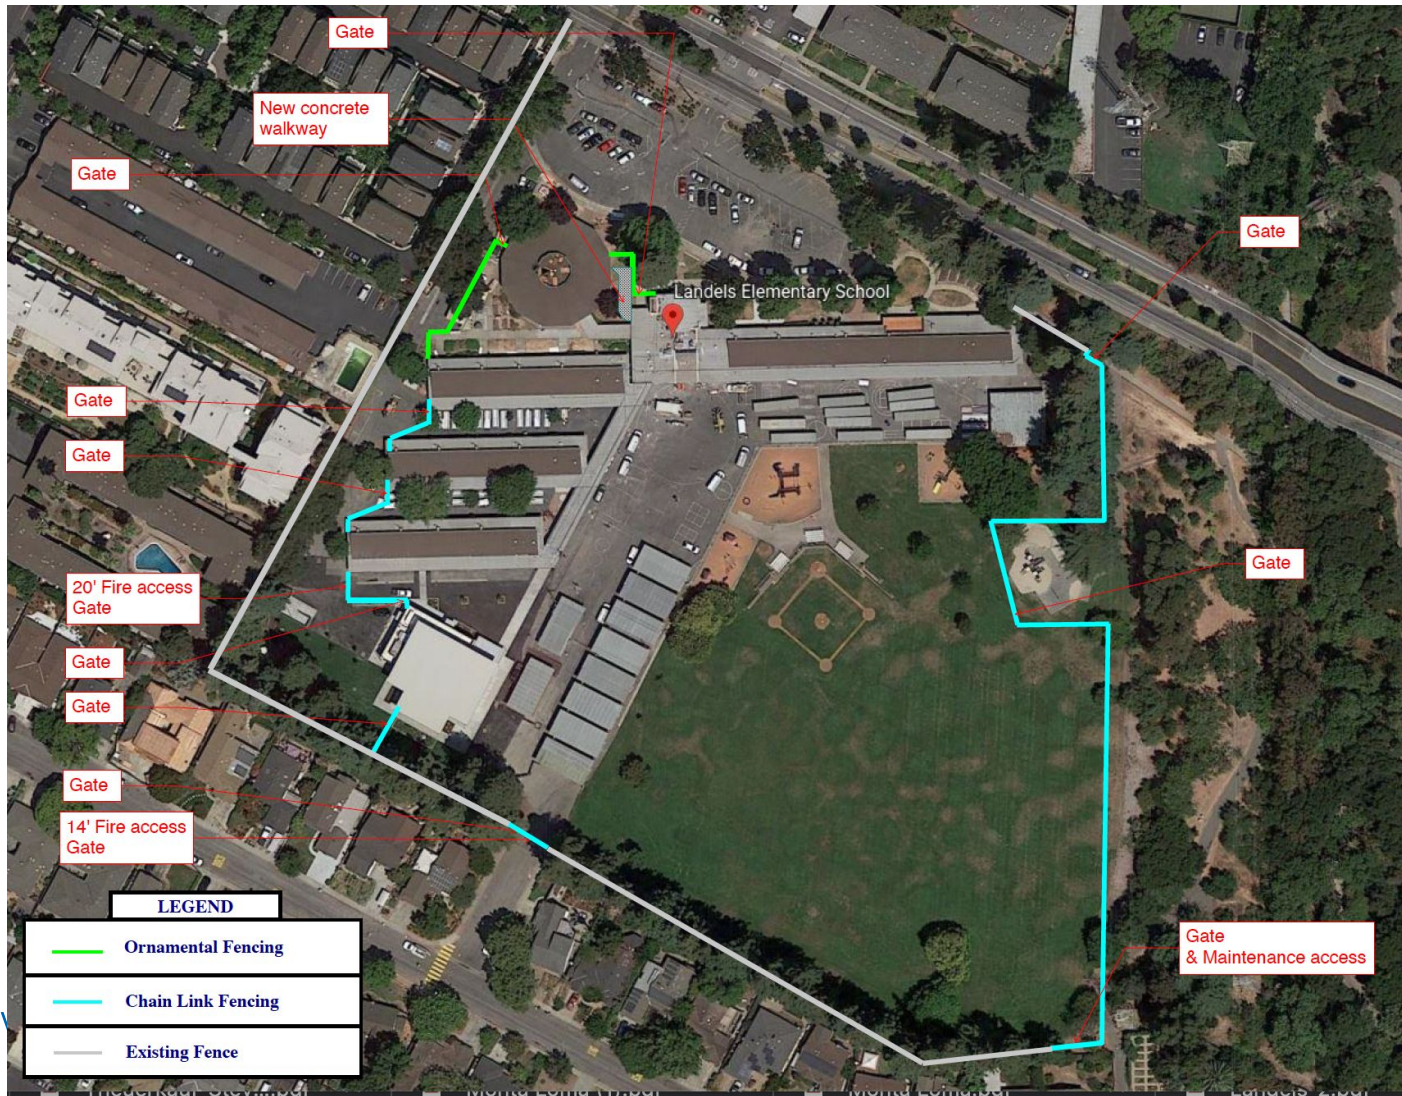 Gate
New concrete
walkway
Gate
Gate
Landels Elementary School
Gate
Gate
20' Fire access
Gate
Gate
Gate
Gate
Gate
14' Fire access
Gate
Gate
& Maintenance access
LEGEND
Ornamental Fencing
Chain Link Fencing
Existing Fence